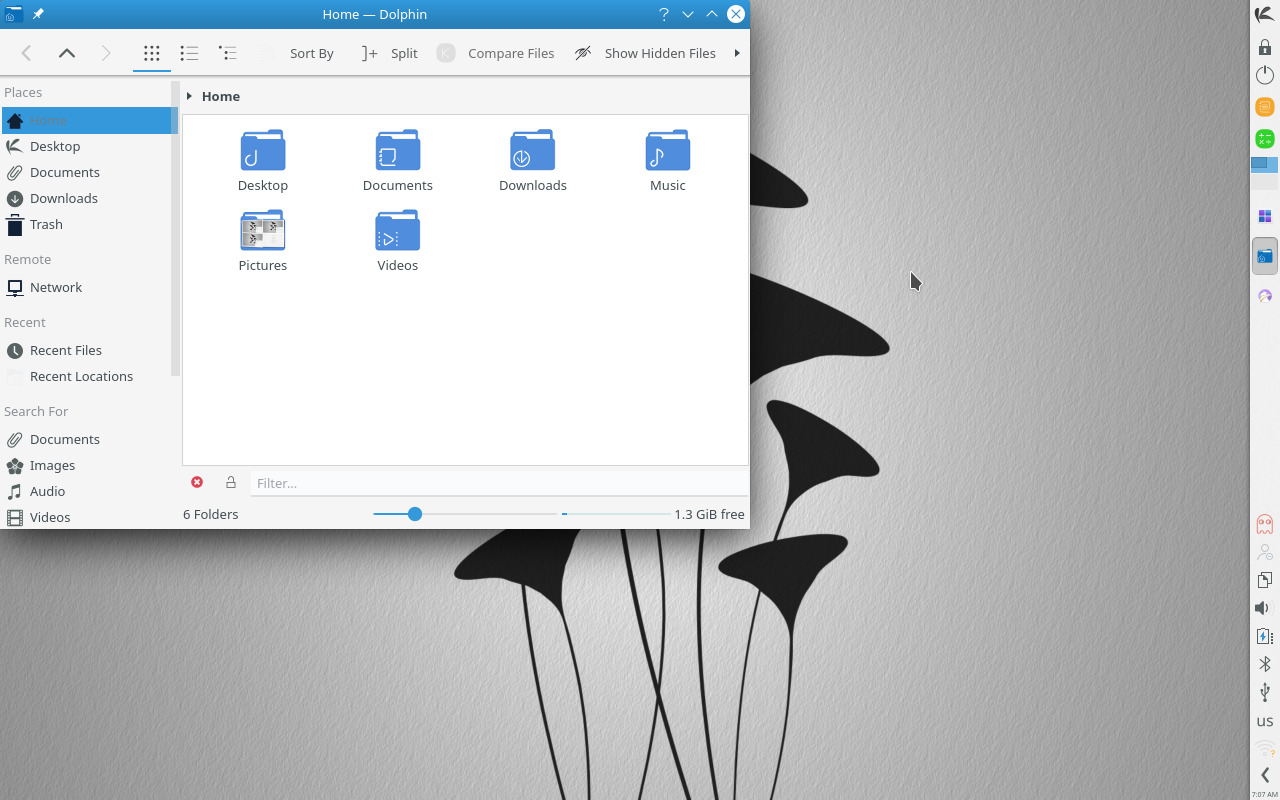 Home — Dolphin
Sort By Split Compare Files Show Hidden Files
Places
Home
Desktop
Documents
Downloads
Trash
Remote
Network
Recent
Recent Files
Recent Locations
Search For
Documents
Images
Audio
Videos
Home
Desktop Documents Downloads Music
Pictures Videos
Filter...
6 Folders 1.3 GiB free
us
7:07 AM